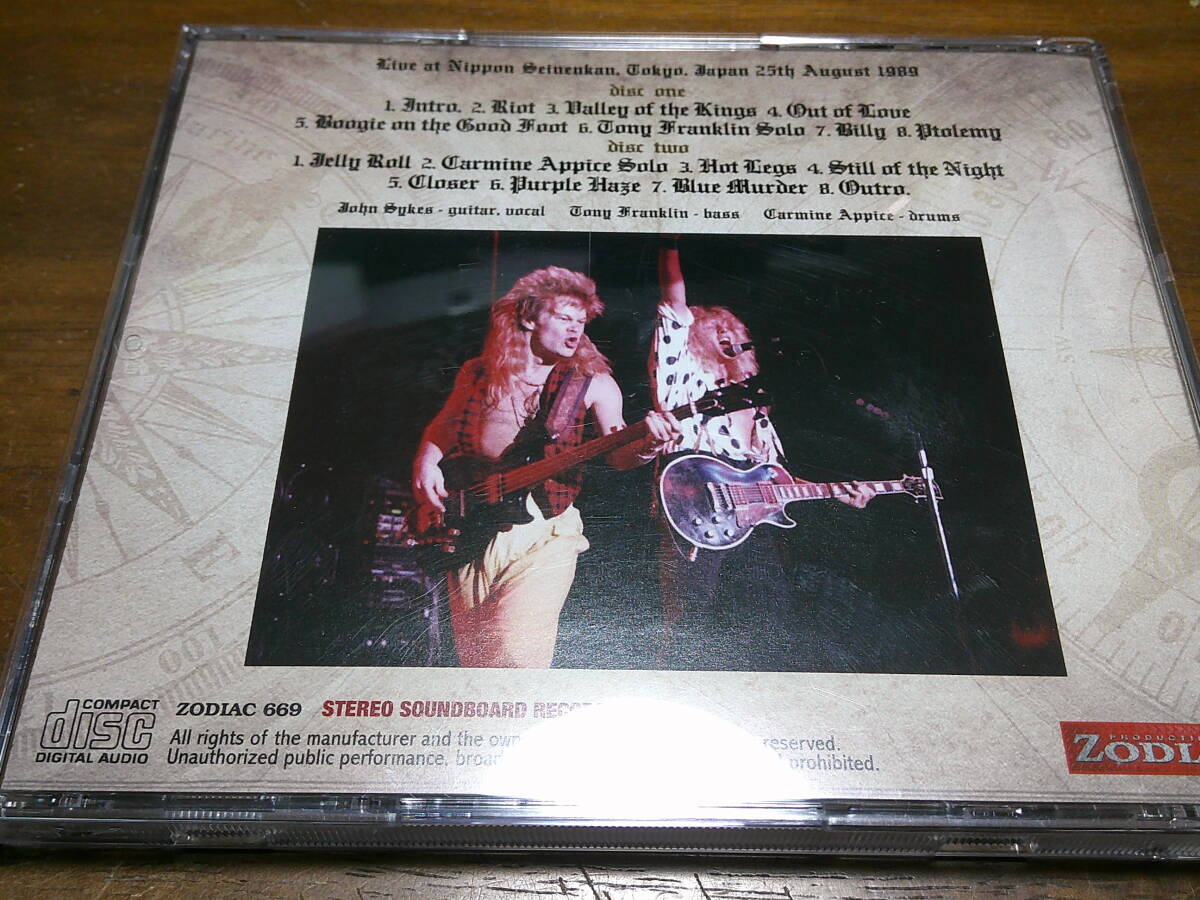 Live at Nippon Seinenkan, Tokyo, Japan 25th August 1989
disc one
1. Intro. 2. Riot 3. Valley of the Kings 4. Out of Love
5. Boogie on the Good Foot 6. Tony Franklin Solo 7. Billy 8. Ptolemy
disc two
1. Jelly Roll 2. Carmine Appice Solo 3. Hot Legs 4. Still of the Night
5. Closer 6. Purple Haze 7. Blue Murder 8. Outro.
John Sykes - guitar, vocal Tony Franklin - bass Carmine Appice - drums
W
SW
E
100
COMPACT
disc
DIGITAL AUDIO
ZODIAC 669 STEREO SOUNDBOARD
All rights of the manufacturer and the reserved.
Unauthorized public performance, prohibited.